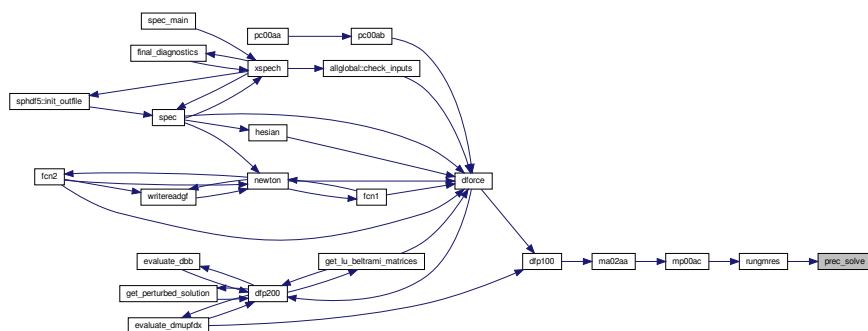 spec_main
pc00aa
pc00ab
final_diagnostics
xspech
allglobal::check_inputs
sphdf5::init_outfile
spec
hesian
fcn2
newton
dforce
writereadgf
fcn1
evaluate_dbb
get_lu_beltrami_matrices
dfp100
ma02aa
mp00ac
rungmres
prec_solve
get_perturbed_solution
dfp200
evaluate_dmupfdx